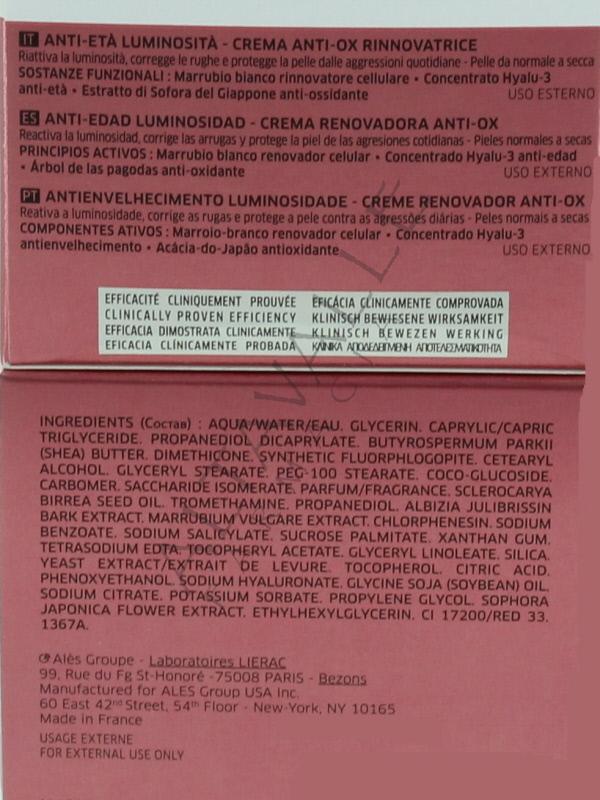 IT ANTI-ETÀ LUMINOSITÀ - CREMA ANTI-OX RINNOVATRICE
Riattiva la luminosità, corregge le rughe e protegge la pelle dalle aggressioni quotidiane - Pelle da normale a secca
SOSTANZE FUNZIONALI : Marrubio bianco rinnovatore cellulare • Concentrato Hyalu-3
anti-età • Estratto di Sofora del Giappone anti-ossidante USO ESTERNO
ES ANTI-EDAD LUMINOSIDAD - CREMA RENOVADORA ANTI-OX
Reactiva la luminosidad, corrige las arrugas y protege la piel de las agresiones cotidianas - Pieles normales a secas
PRINCIPIOS ACTIVOS : Marrubio blanco renovador celular • Concentrado Hyalu-3 anti-edad
• Árbol de las pagodas anti-oxidante USO EXTERNO
PT ANTIENVELHECIMENTO LUMINOSIDADE - CREME RENOVADOR ANTI-OX
Reativa a luminosidade, corrige as rugas e protege a pele contra as agressões diárias - Peles normais a secas
COMPONENTES ATIVOS : Marroio-branco renovador celular • Concentrado Hyalu-3
antienvelhecimento • Acácia-do-Japão antioxidante USO EXTERNO
EFFICACITÉ CLINIQUEMENT PROUVÉE EFICÁCIA CLINICAMENTE COMPROVADA
CLINICALLY PROVEN EFFICIENCY KLINISCH BEWIESENE WIRKSAMKEIT
EFFICACIA DIMOSTRATA CLINICAMENTE KLINISCH BEWEZEN WERKING
EFICACIA CLÍNICAMENTE PROBADA ΚΛΙΝΙΚΑ ΑΠΟΔΕΔΕΙΓΜΕΝΗ ΑΠΟΤΕΛΕΣΜΑΤΙΚΟΤΗΤΑ
INGREDIENTS (Состав) : AQUA/WATER/EAU. GLYCERIN. CAPRYLIC/CAPRIC
TRIGLYCERIDE. PROPANEDIOL DICAPRYLATE. BUTYROSPERMUM PARKII
(SHEA) BUTTER. DIMETHICONE. SYNTHETIC FLUORPHLOGOPITE. CETEARYL
ALCOHOL. GLYCERYL STEARATE. PEG-100 STEARATE. COCO-GLUCOSIDE.
CARBOMER. SACCHARIDE ISOMERATE. PARFUM/FRAGRANCE. SCLEROCARYA
BIRREA SEED OIL. TROMETHAMINE. PROPANEDIOL. ALBIZIA JULIBRISSIN
BARK EXTRACT. MARRUBIUM VULGARE EXTRACT. CHLORPHENESIN. SODIUM
BENZOATE. SODIUM SALICYLATE. SUCROSE PALMITATE. XANTHAN GUM.
TETRASODIUM EDTA. TOCOPHERYL ACETATE. GLYCERYL LINOLEATE. SILICA.
YEAST EXTRACT/EXTRAIT DE LEVURE. TOCOPHEROL. CITRIC ACID.
PHENOXYETHANOL. SODIUM HYALURONATE. GLYCINE SOJA (SOYBEAN) OIL.
SODIUM CITRATE. POTASSIUM SORBATE. PROPYLENE GLYCOL. SOPHORA
JAPONICA FLOWER EXTRACT. ETHYLHEXYLGLYCERIN. CI 17200/RED 33.
1367A.
Alès Groupe - Laboratoires LIERAC
99, Rue du Fg St-Honoré -75008 PARIS - Bezons
Manufactured for ALES Group USA Inc.
60 East 42nd Street, 54th Floor - New-York, NY 10165
Made in France
USAGE EXTERNE
FOR EXTERNAL USE ONLY